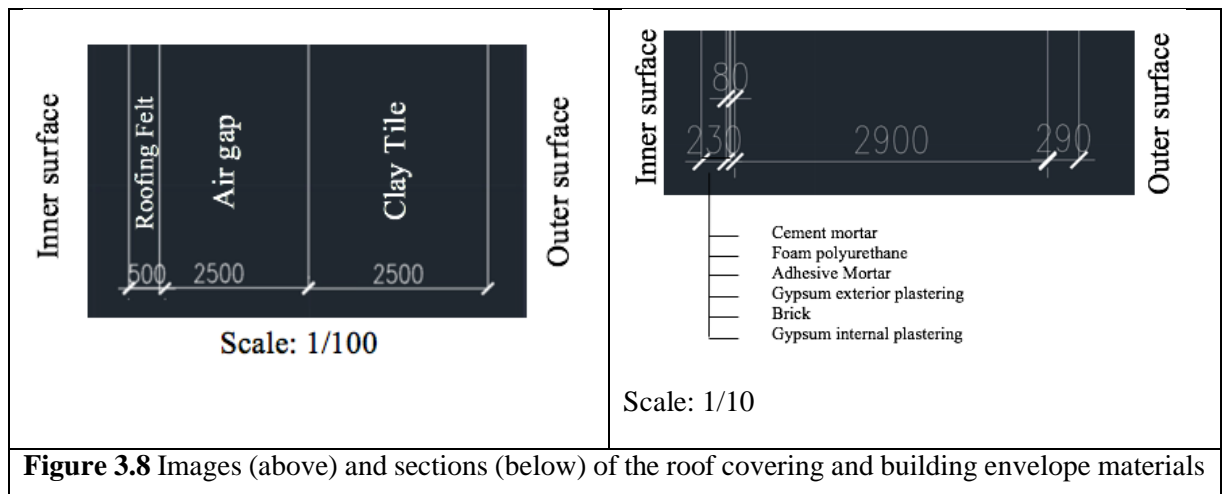 Inner surface
Roofing Felt
Air gap
Clay Tile
Outer surface
500
2500
2500
Scale: 1/100
Inner surface
80
230
2900
290
Outer surface
Cement mortar
Foam polyurethane
Adhesive Mortar
Gypsum exterior plastering
Brick
Gypsum internal plastering
Scale: 1/10
Figure 3.8 Images (above) and sections (below) of the roof covering and building envelope materials